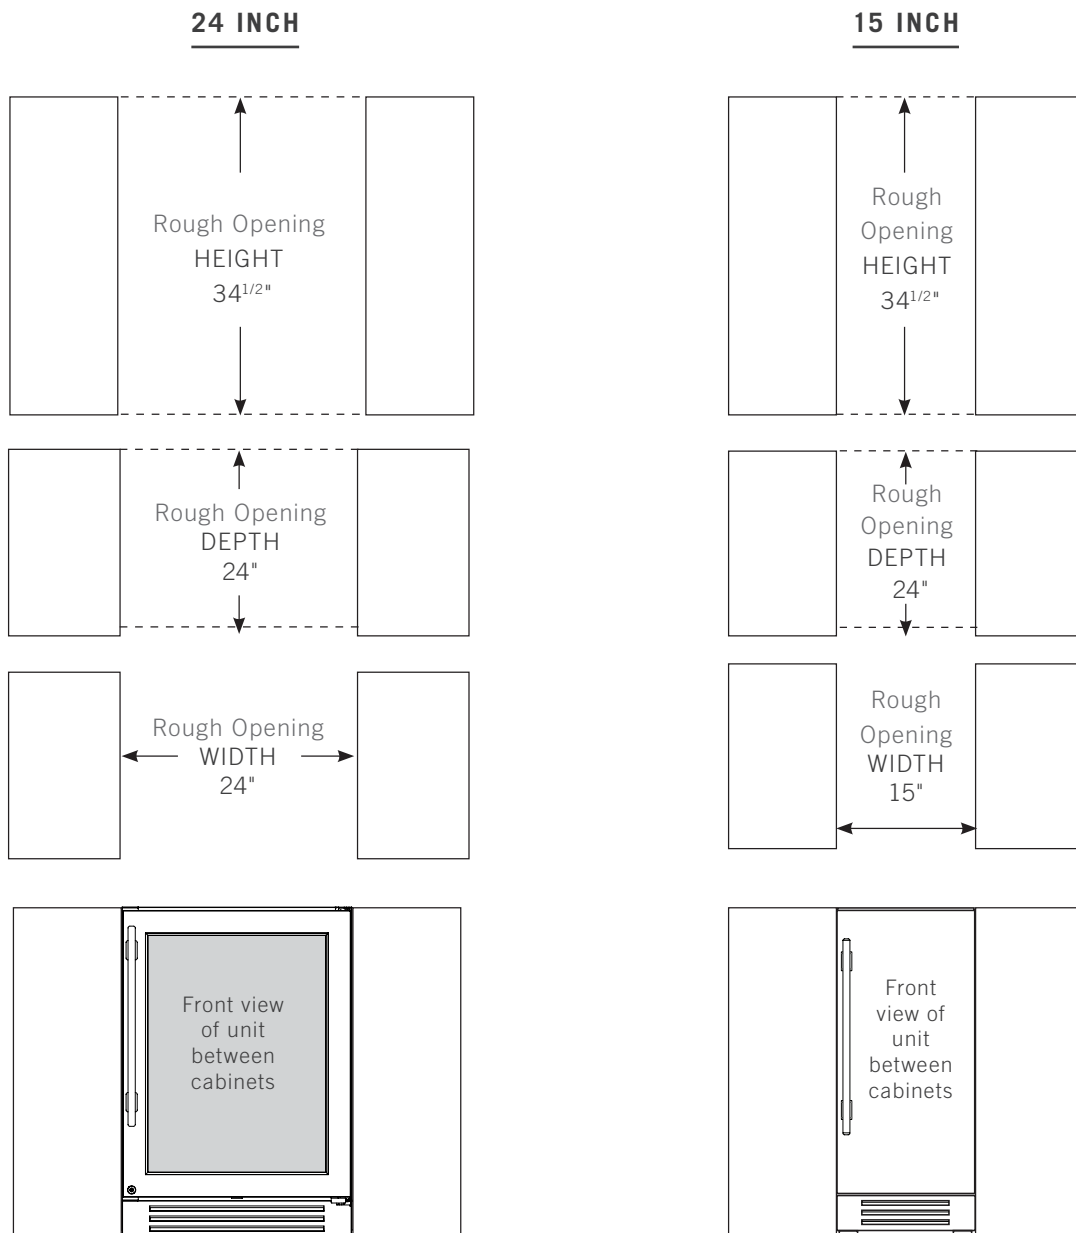 24 INCH
Rough Opening
HEIGHT
34 1/2"
Rough Opening
DEPTH
24"
Rough Opening
WIDTH
24"
Front view
of unit
between
cabinets
15 INCH
Rough
Opening
HEIGHT
34 1/2"
Rough
Opening
DEPTH
24"
Rough
Opening
WIDTH
15"
Front
view of
unit
between
cabinets